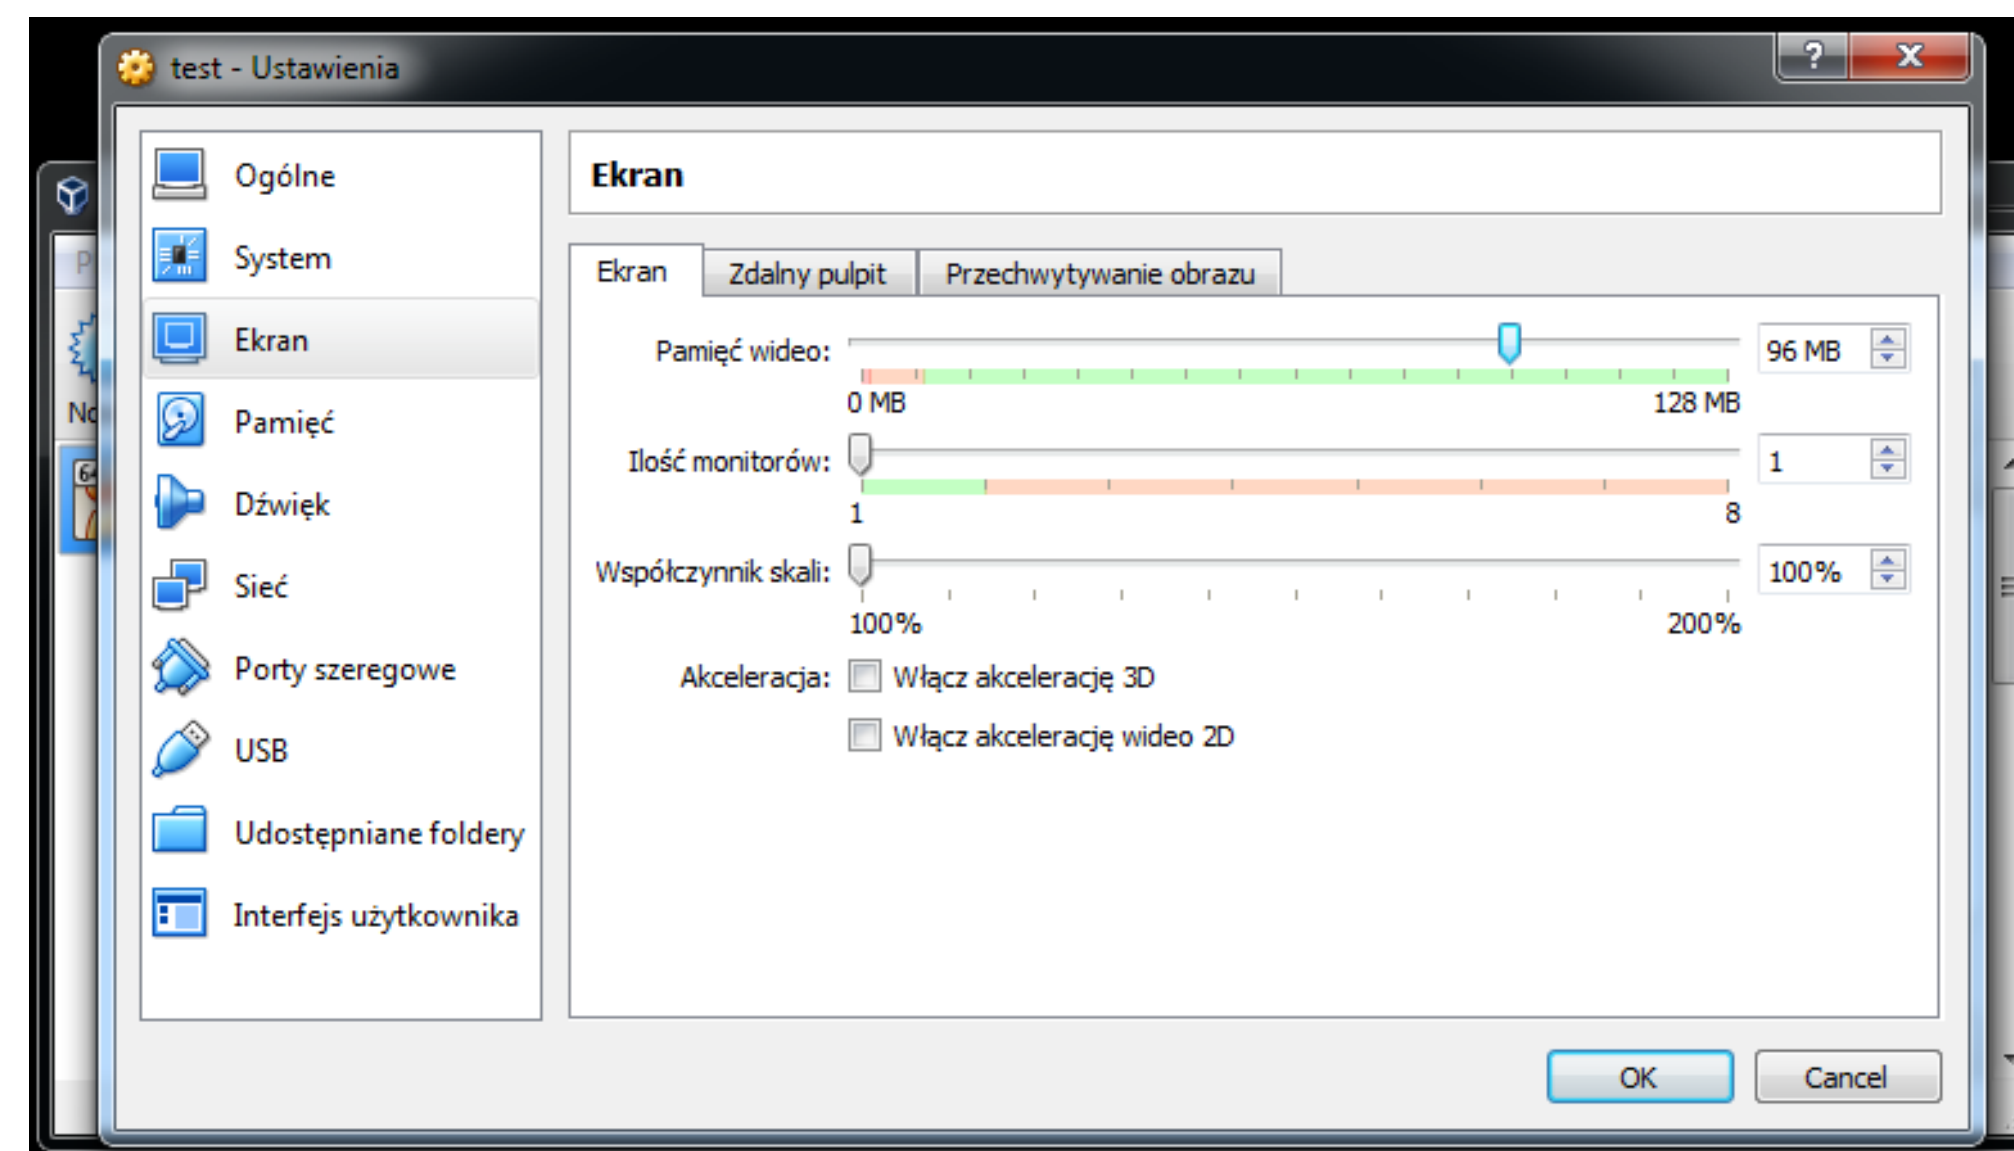 test - Ustawienia
?
Ogólne
System
Ekran
Pamięć
Dźwięk
Sieć
Porty szeregowe
USB
Udostępniane foldery
Interfejs użytkownika
Ekran
Ekran Zdalny pulpit Przechwytywanie obrazu
Pamięć wideo: 96 MB
0 MB 128 MB
Ilość monitorów: 1
1 8
Współczynnik skali: 100%
100% 200%
Akceleracja: Włącz akcelerację 3D
Włącz akcelerację wideo 2D
OK Cancel